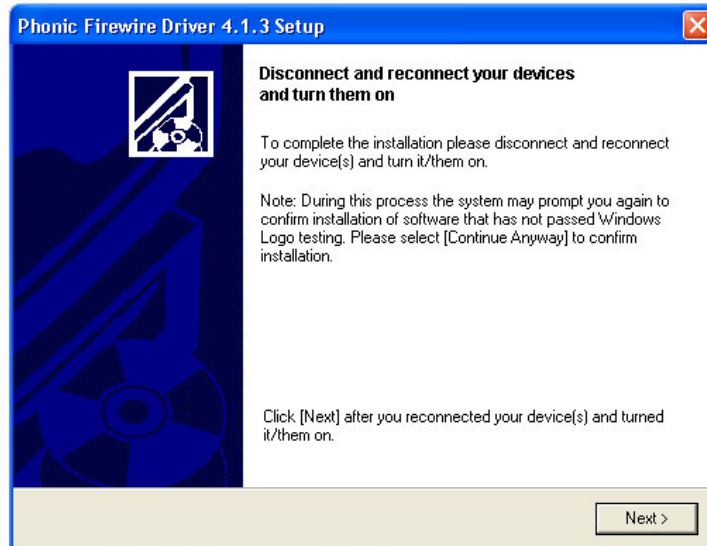 Phonic Firewire Driver 4.1.3 Setup
Disconnect and reconnect your devices
and turn them on
To complete the installation please disconnect and reconnect
your device(s) and turn it/them on.
Note: During this process the system may prompt you again to
confirm installation of software that has not passed Windows
Logo testing. Please select [Continue Anyway] to confirm
installation.
Click [Next] after you reconnected your device(s) and turned
it/them on.
Next >